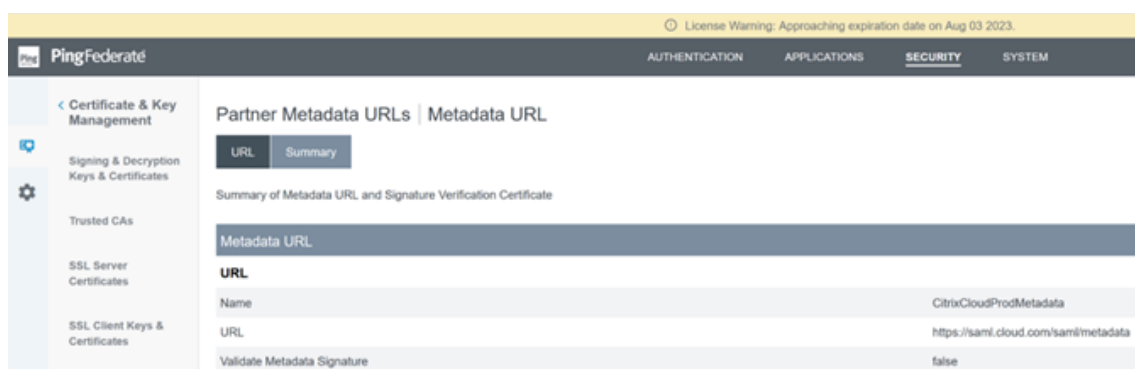 License Warning: Approaching expiration date on Aug 03 2023.
Ping PingFederate AUTHENTICATION APPLICATIONS SECURITY SYSTEM
< Certificate & Key
Management
Signing & Decryption
Keys & Certificates
Trusted CAs
SSL Server
Certificates
SSL Client Keys &
Certificates
Partner Metadata URLs | Metadata URL
URL Summary
Summary of Metadata URL and Signature Verification Certificate
Metadata URL
URL
Name CitrixCloudProdMetadata
URL https://saml.cloud.com/saml/metadata
Validate Metadata Signature false